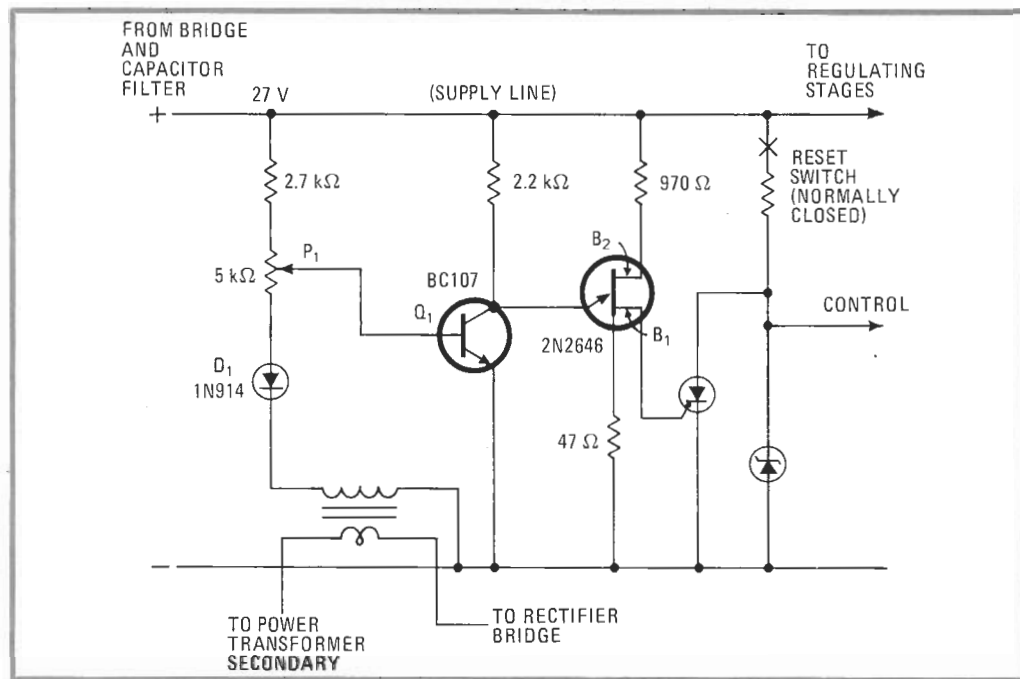 FROM BRIDGE
AND
CAPACITOR
FILTER
+
27 V
(SUPPLY LINE)
TO
REGULATING
STAGES
2.7 kΩ
2.2 kΩ
970 Ω
RESET
SWITCH
(NORMALLY
CLOSED)
P1
5 kΩ
BC107
B2
Q1
CONTROL
B1
2N2646
D1
1N914
47 Ω
−
TO POWER
TRANSFORMER
SECONDARY
TO RECTIFIER
BRIDGE